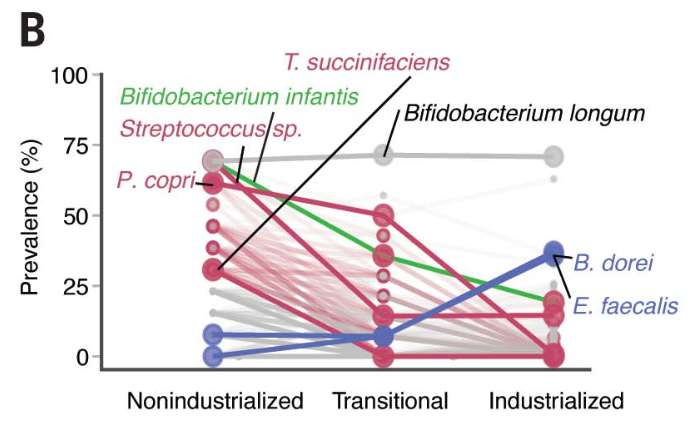 B
T. succinifaciens
100
Bifidobacterium infantis
Bifidobacterium longum
Streptococcus sp.
75
P. copri
50
Prevalence (%)
B. dorei
25
E. faecalis
0
Nonindustrialized Transitional Industrialized